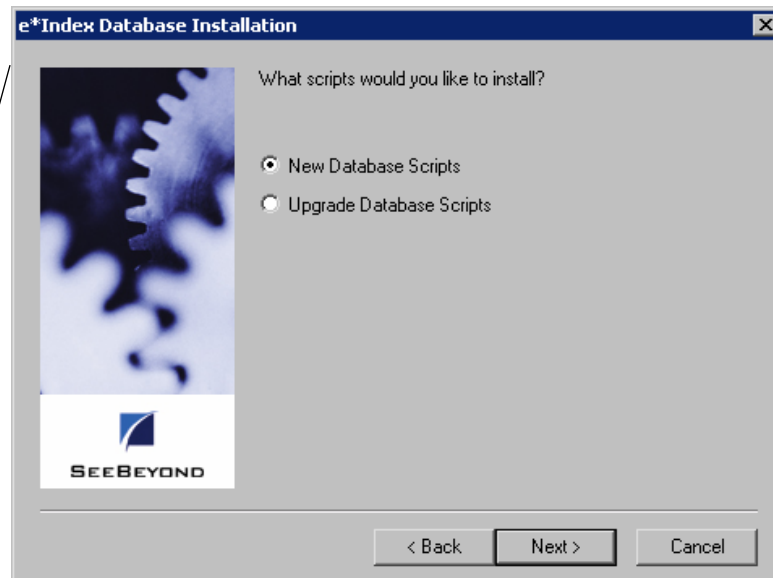 e*Index Database Installation
What scripts would you like to install?
New Database Scripts
Upgrade Database Scripts
SEEBEYOND
< Back
Next >
Cancel